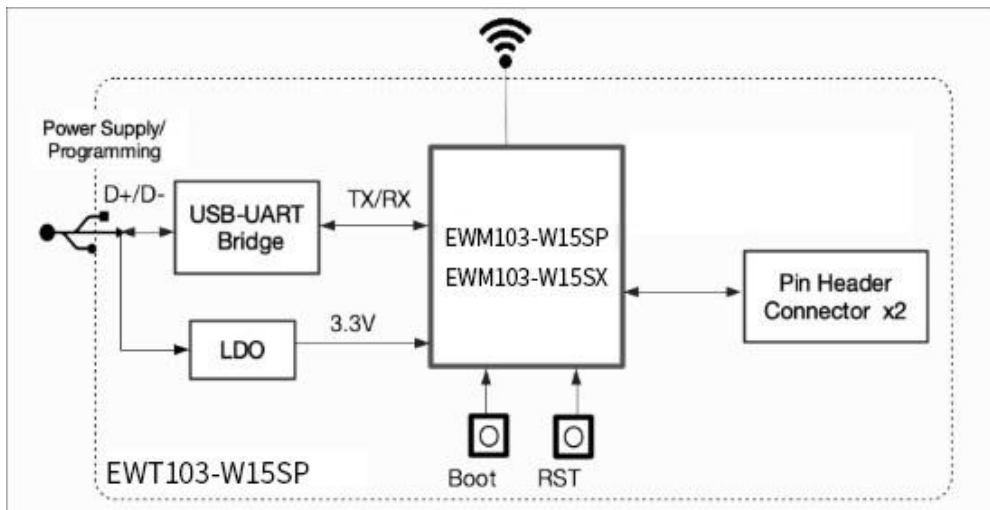 Power Supply/
Programming
D+/D-
USB-UART
Bridge
TX/RX
EWM103-W15SP
EWM103-W15SX
Pin Header
Connector x2
LDO
3.3V
EWT103-W15SP
Boot
RST